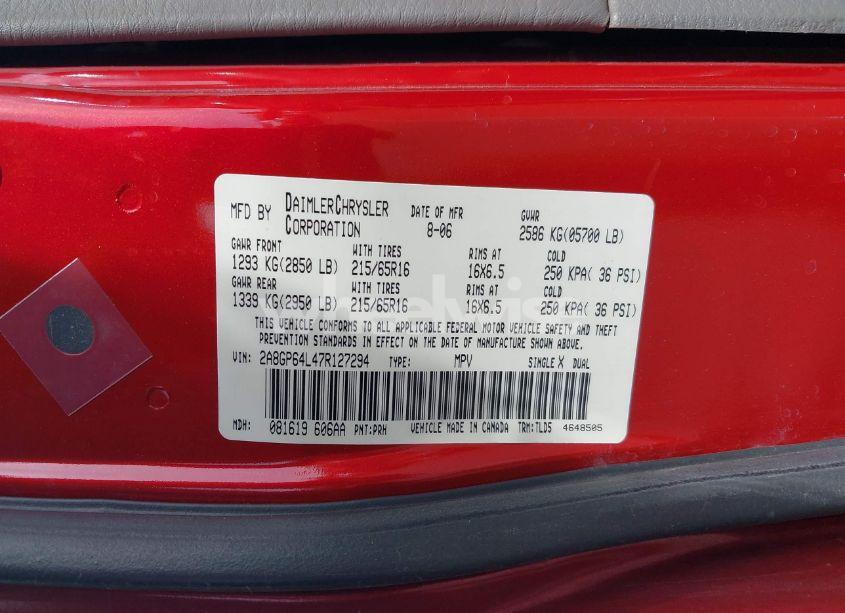 MFD BY DAIMLERCHRYSLER CORPORATION DATE OF MFR 8-06 GVWR 2586 KG(05700 LB)
GAWR FRONT WITH TIRES RIMS AT COLD
1293 KG(2850 LB) 215/65R16 16X6.5 250 KPA( 36 PSI)
GAWR REAR WITH TIRES RIMS AT COLD
1339 KG(2950 LB) 215/65R16 16X6.5 250 KPA( 36 PSI)
THIS VEHICLE CONFORMS TO ALL APPLICABLE FEDERAL MOTOR VEHICLE SAFETY AND THEFT
PREVENTION STANDARDS IN EFFECT ON THE DATE OF MANUFACTURE SHOWN ABOVE.
VIN: 2A8GP64L47R127294 TYPE: MPV SINGLE X DUAL
MDH: 081619 606AA PNT:PRH VEHICLE MADE IN CANADA TRM:TLD5 4648505